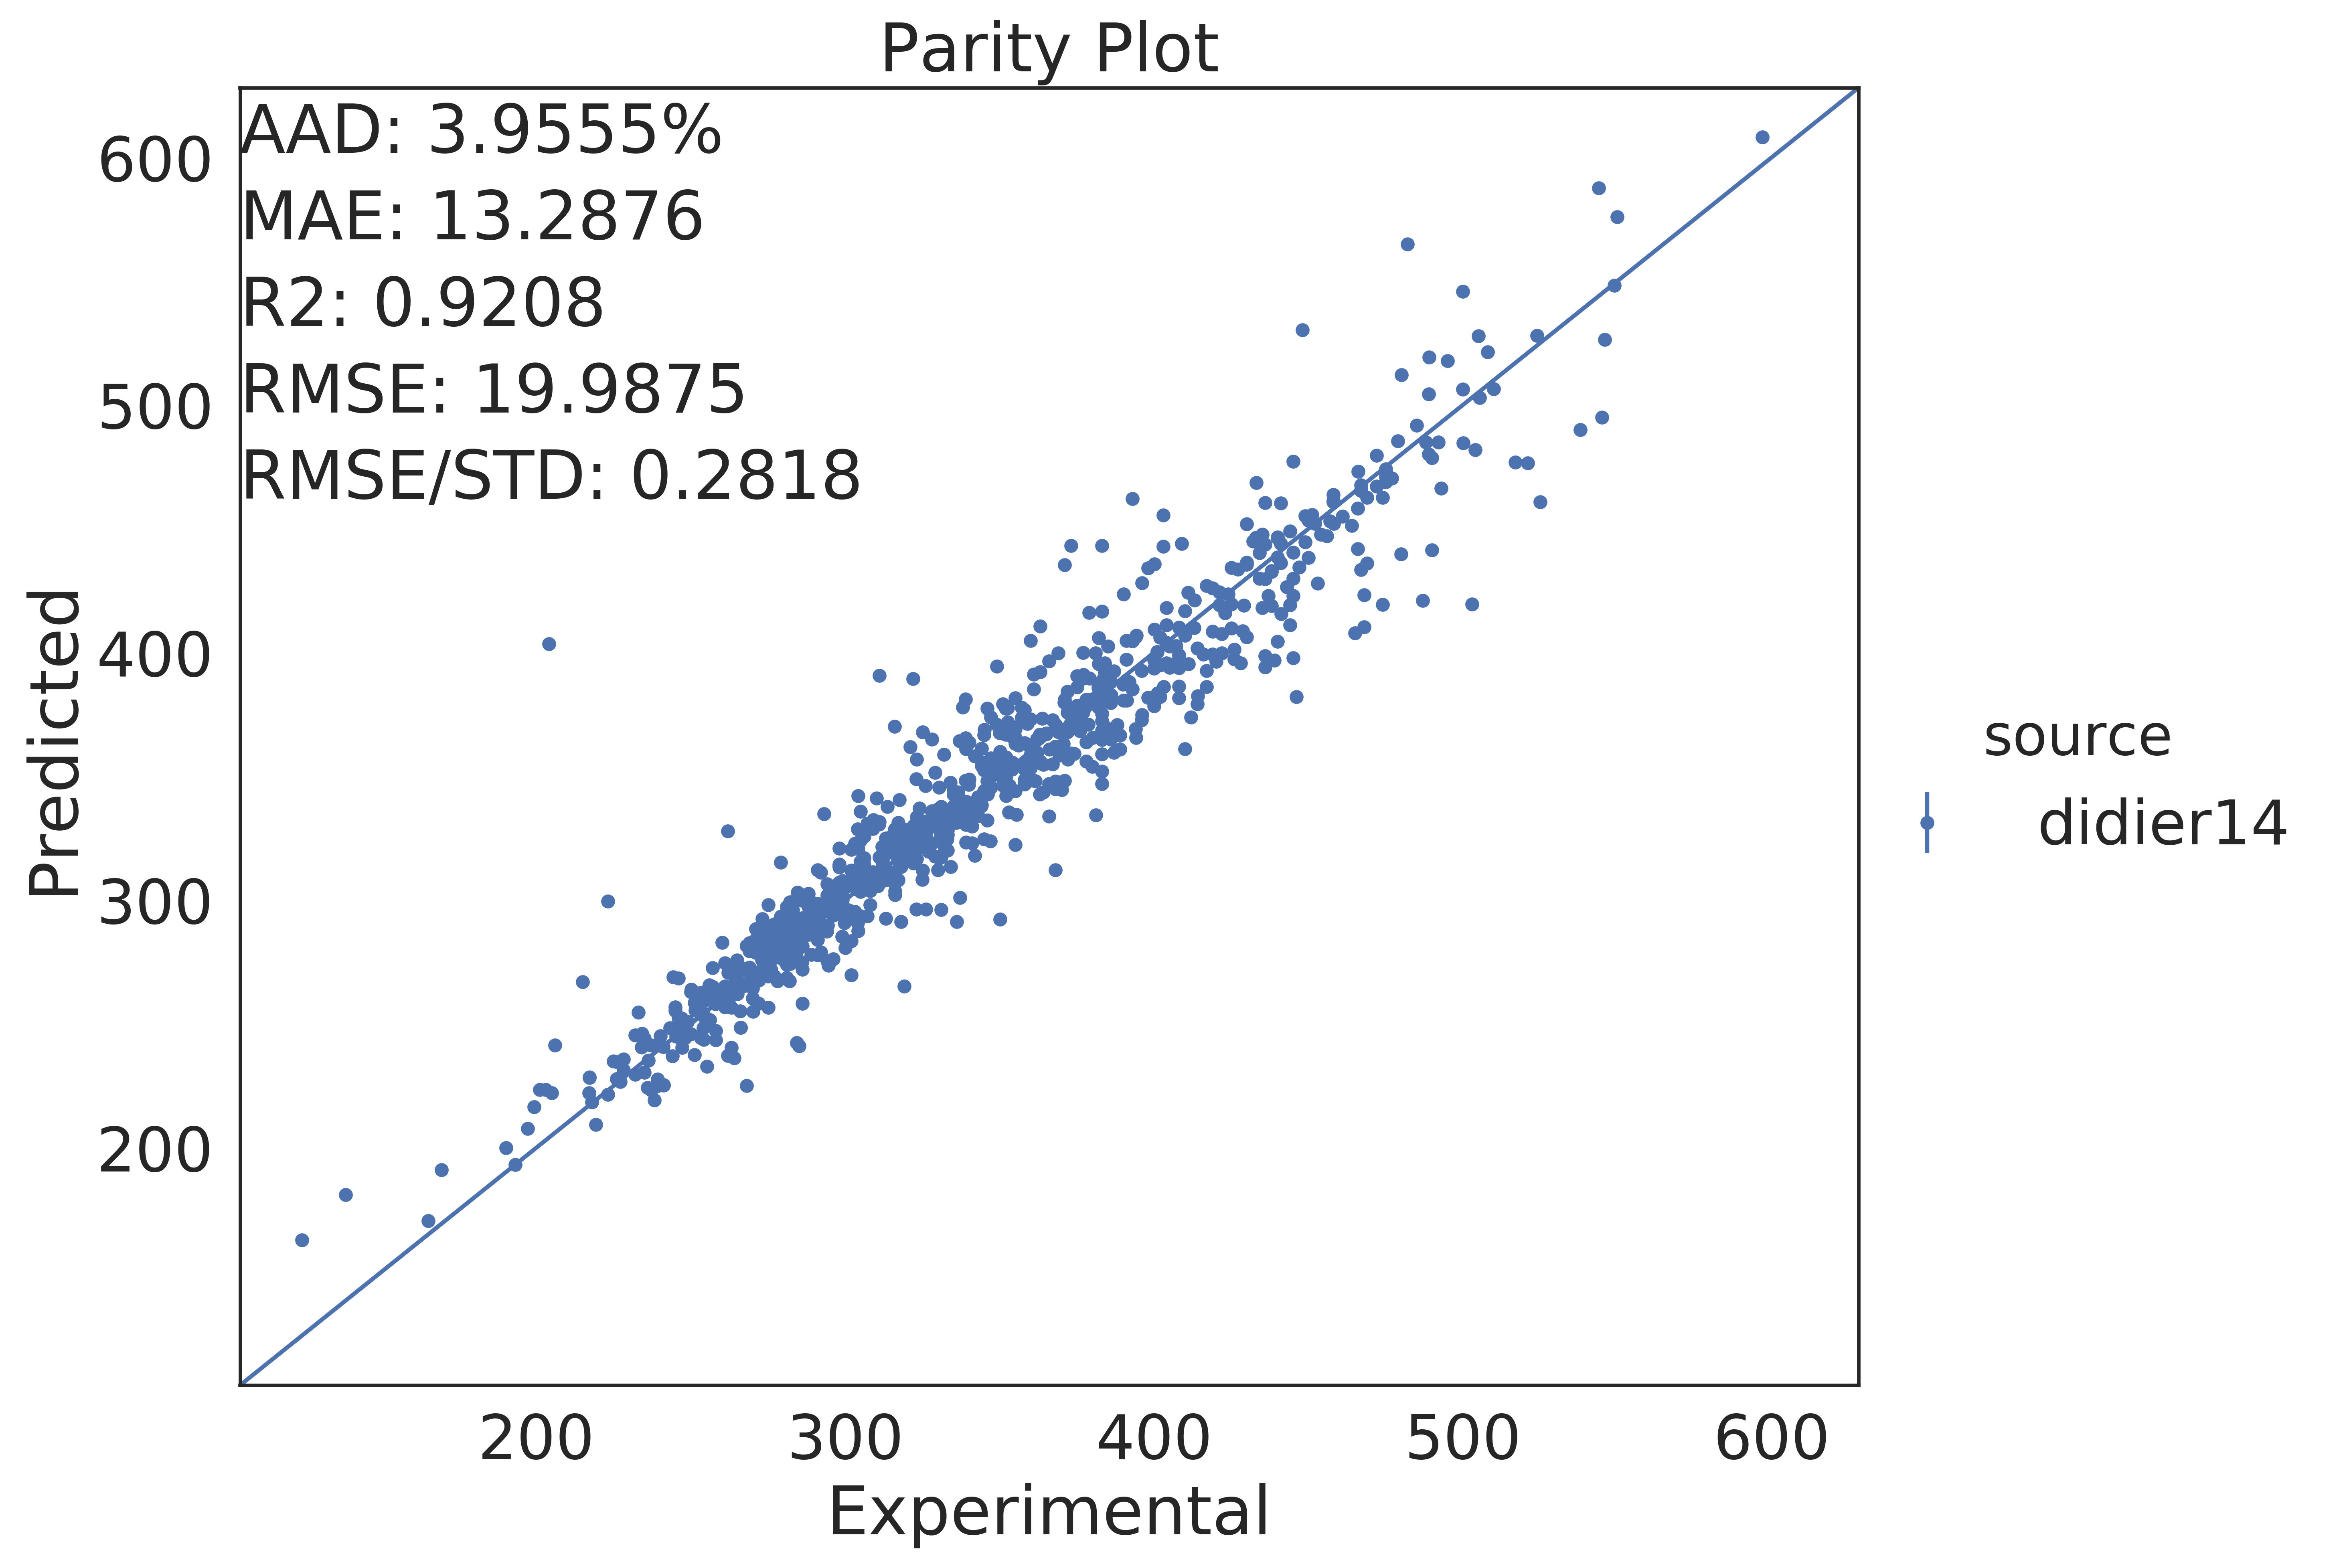 Parity Plot
AAD: 3.9555%
MAE: 13.2876
R2: 0.9208
RMSE: 19.9875
RMSE/STD: 0.2818
600
500
400
300
200
Predicted
200 300 400 500 600
Experimental
source
didier14